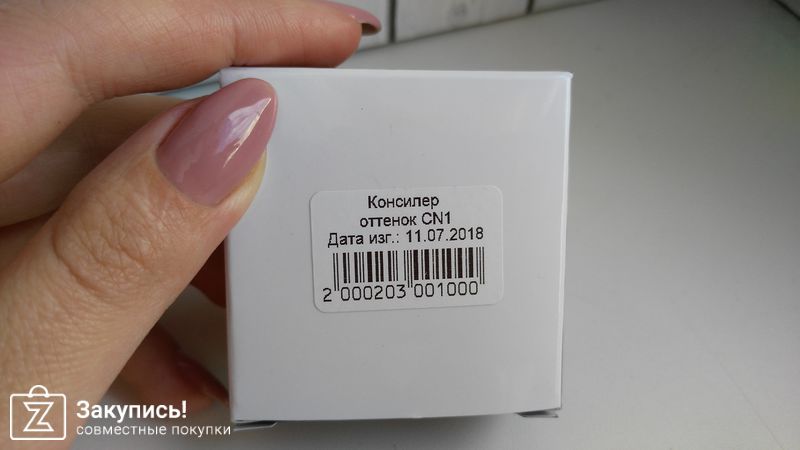 Консилер
оттенок CN1
Дата изг.: 11.07.2018
2 000203 001000
Закупись!
совместные покупки